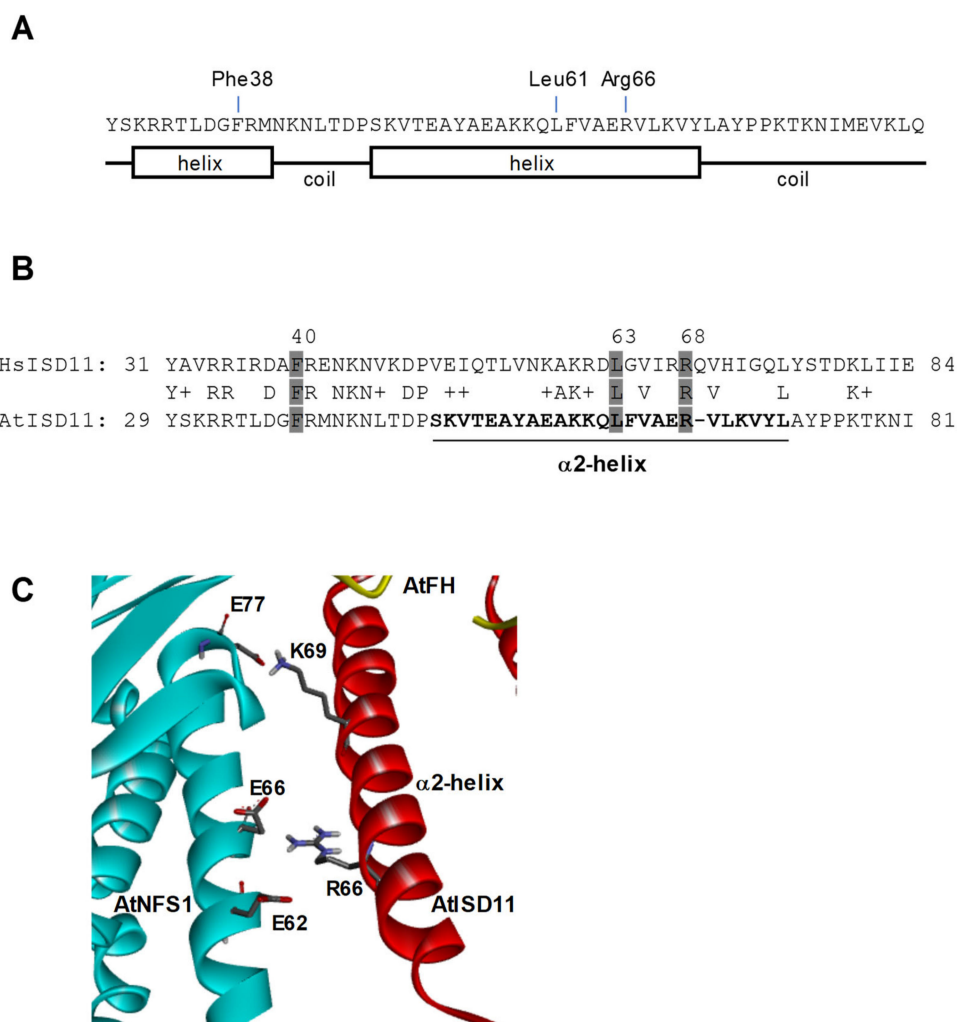 A
Phe38 Leu61 Arg66
YSKRRTLDGFRMNKNLTDPSKVTEAYAEAKKQLFVAERVLKVYLAYPPKTKNIMEVKLQ
helix coil helix coil
B
40 63 68
HsISD11: 31 YAVRRIRDAFRENKNVKDPVEIQTLVNKAKRDLGVIRRQVHIGQLYSTDKLIIE 84
Y+ RR D FR NKN+ DP ++ +AK+ L V R V L K+
AtISD11: 29 YSKRRTLDGFRMNKNLTDPSKVTEAYAEAKKQLFVAER-VLKVYLAYPPKTKNI 81
α2-helix
C
AtFH
E77
K69
E66
α2-helix
R66
AtNFS1
AtISD11
E62